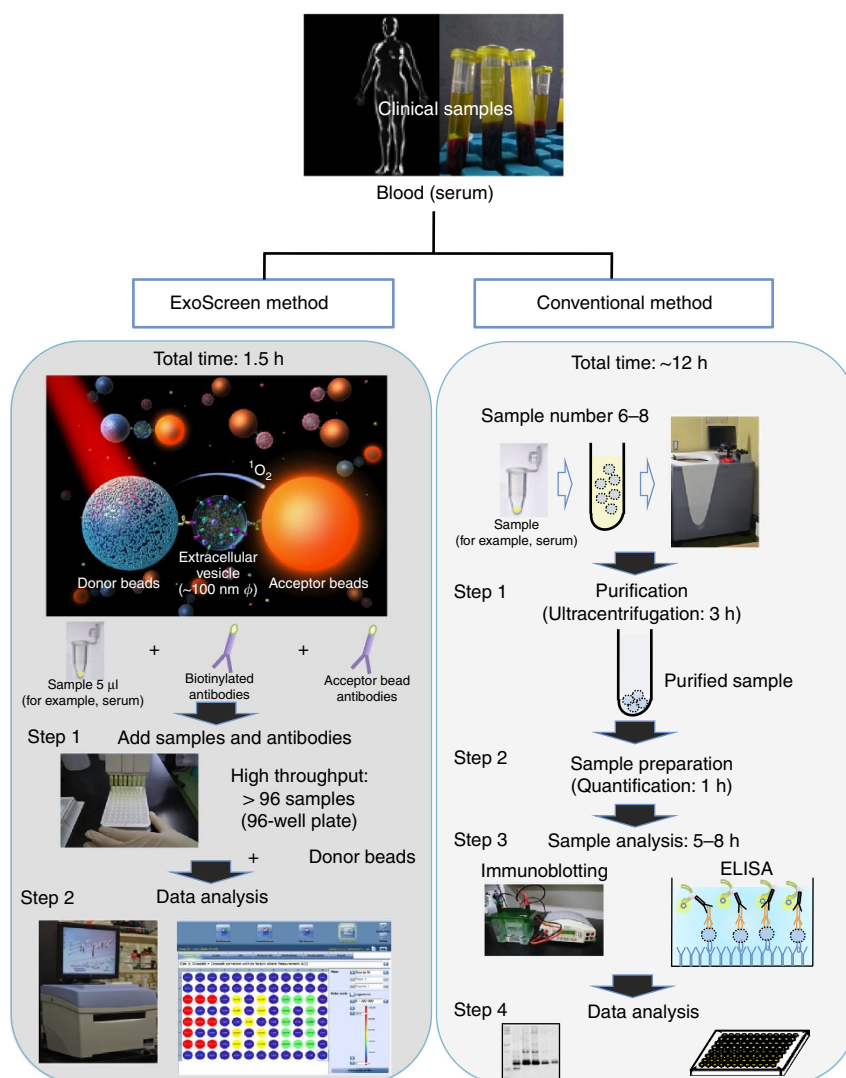 Clinical samples
Blood (serum)
ExoScreen method
Total time: 1.5 h
¹O₂
Extracellular
vesicle
(~100 nm ϕ)
Donor beads
Acceptor beads
+
+
Sample 5 µl
(for example, serum)
Biotinylated
antibodies
Acceptor bead
antibodies
Step 1
Add samples and antibodies
High throughput:
> 96 samples
(96-well plate)
+
Donor beads
Step 2
Data analysis
Conventional method
Total time: ~12 h
Sample number 6–8
Sample
(for example, serum)
Step 1
Purification
(Ultracentrifugation: 3 h)
Purified sample
Step 2
Sample preparation
(Quantification: 1 h)
Step 3
Sample analysis: 5–8 h
Immunoblotting
ELISA
Data analysis
Step 4